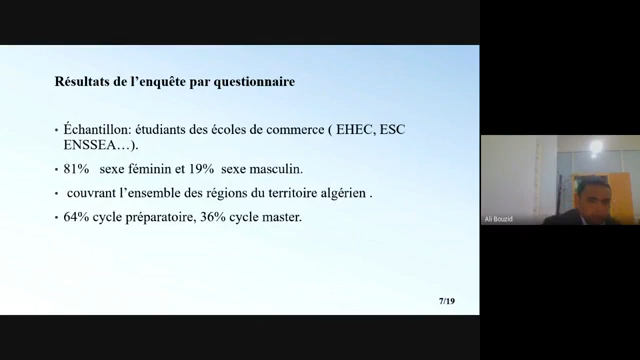 Résultats de l’enquête par questionnaire
• Échantillon: étudiants des écoles de commerce ( EHEC, ESC
ENSSEA…).
• 81% sexe féminin et 19% sexe masculin.
• couvrant l’ensemble des régions du territoire algérien .
• 64% cycle préparatoire, 36% cycle master.
7/19
Ali Bouzid